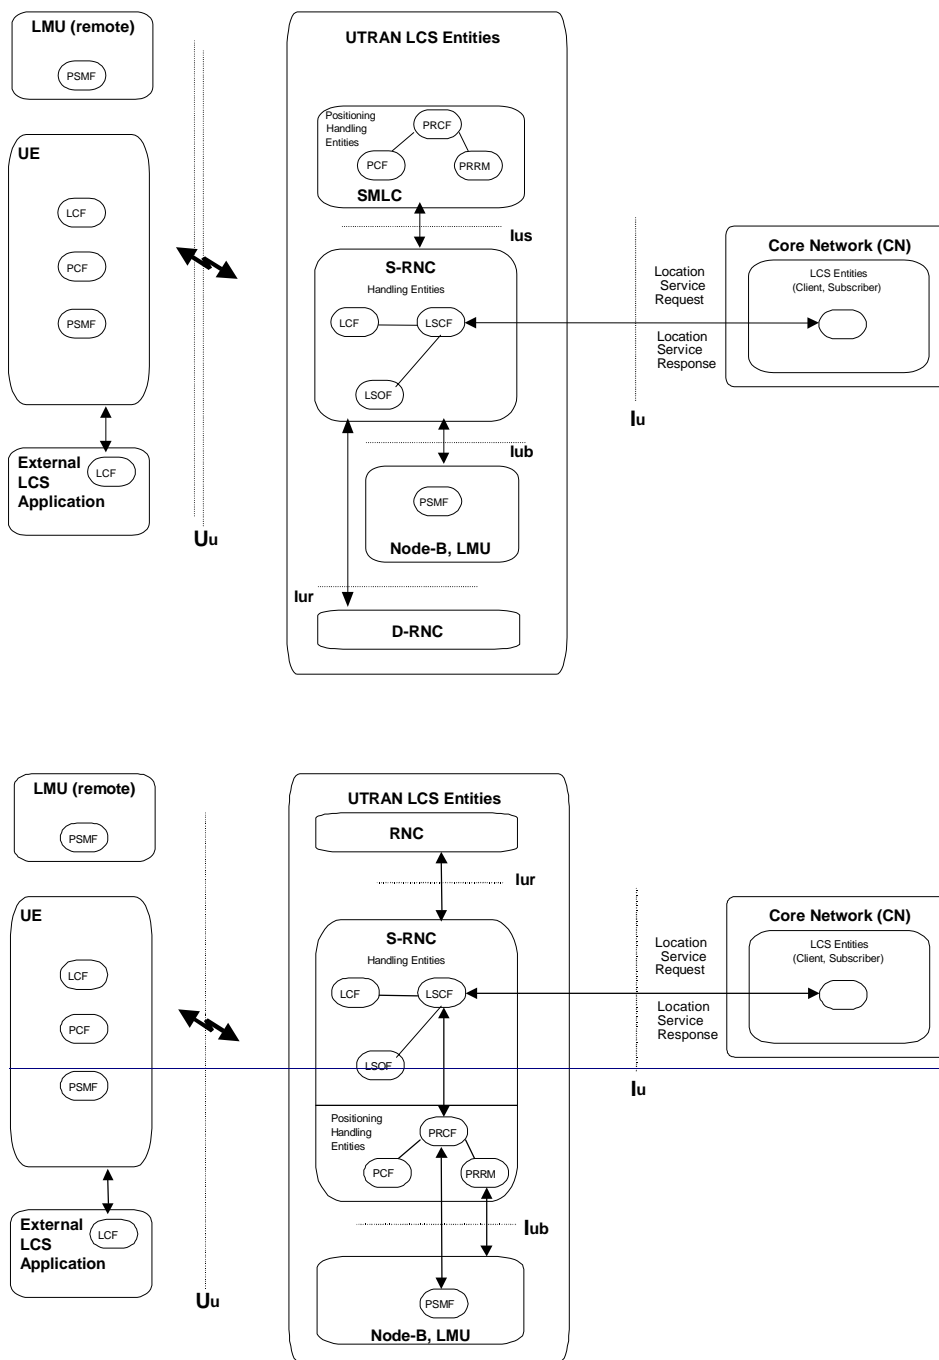 LMU (remote)
PSMF
UE
LCF
PCF
PSMF
External
LCS
Application
LCF
Uu
UTRAN LCS Entities
Positioning
Handling
Entities
PRCF
PCF
PRRM
SMLC
Ius
S-RNC
Handling Entities
LCF
LSCF
LSOF
Iub
PSMF
Node-B, LMU
Iur
D-RNC
Location
Service
Request
Location
Service
Response
Iu
Core Network (CN)
LCS Entities
(Client, Subscriber)
LMU (remote)
PSMF
UE
LCF
PCF
PSMF
External
LCS
Application
LCF
Uu
UTRAN LCS Entities
RNC
Iur
S-RNC
Handling Entities
LCF
LSCF
LSOF
Positioning
Handling
Entities
PRCF
PCF
PRRM
Iub
PSMF
Node-B, LMU
Location
Service
Request
Location
Service
Response
Iu
Core Network (CN)
LCS Entities
(Client, Subscriber)